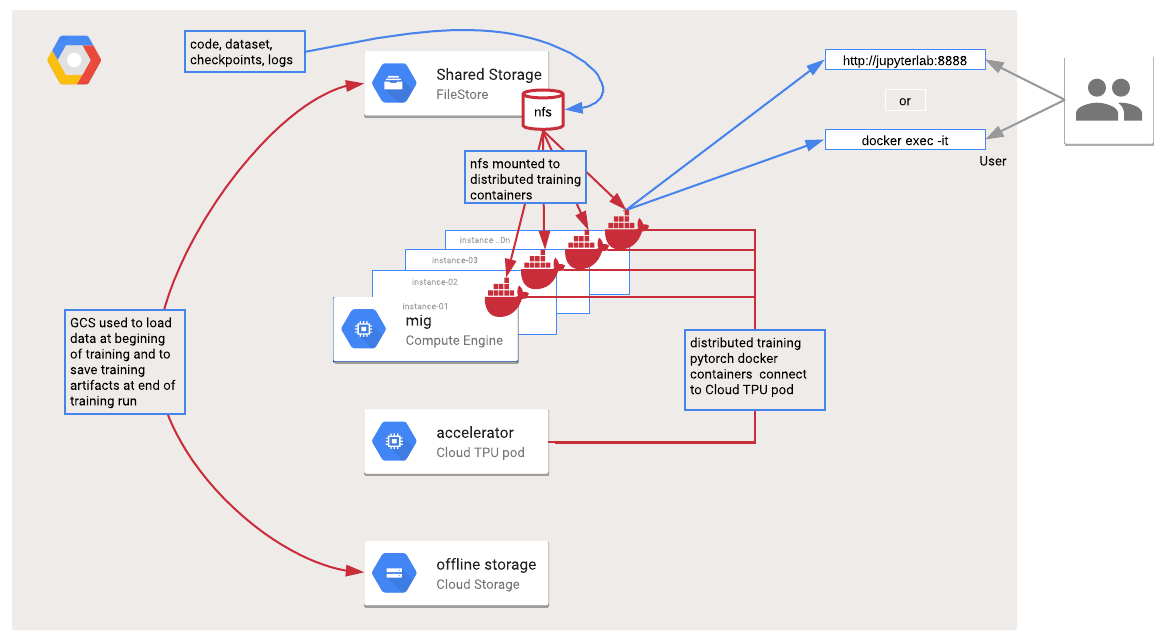 code, dataset,
checkpoints, logs
Shared Storage
FileStore
nfs
http://jupyterlab:8888
or
docker exec -it
User
nfs mounted to
distributed training
containers
instance ..0n
instance-03
instance-02
instance-01
mig
Compute Engine
GCS used to load
data at begining
of training and to
save training
artifacts at end of
training run
distributed training
pytorch docker
containers connect
to Cloud TPU pod
accelerator
Cloud TPU pod
offline storage
Cloud Storage